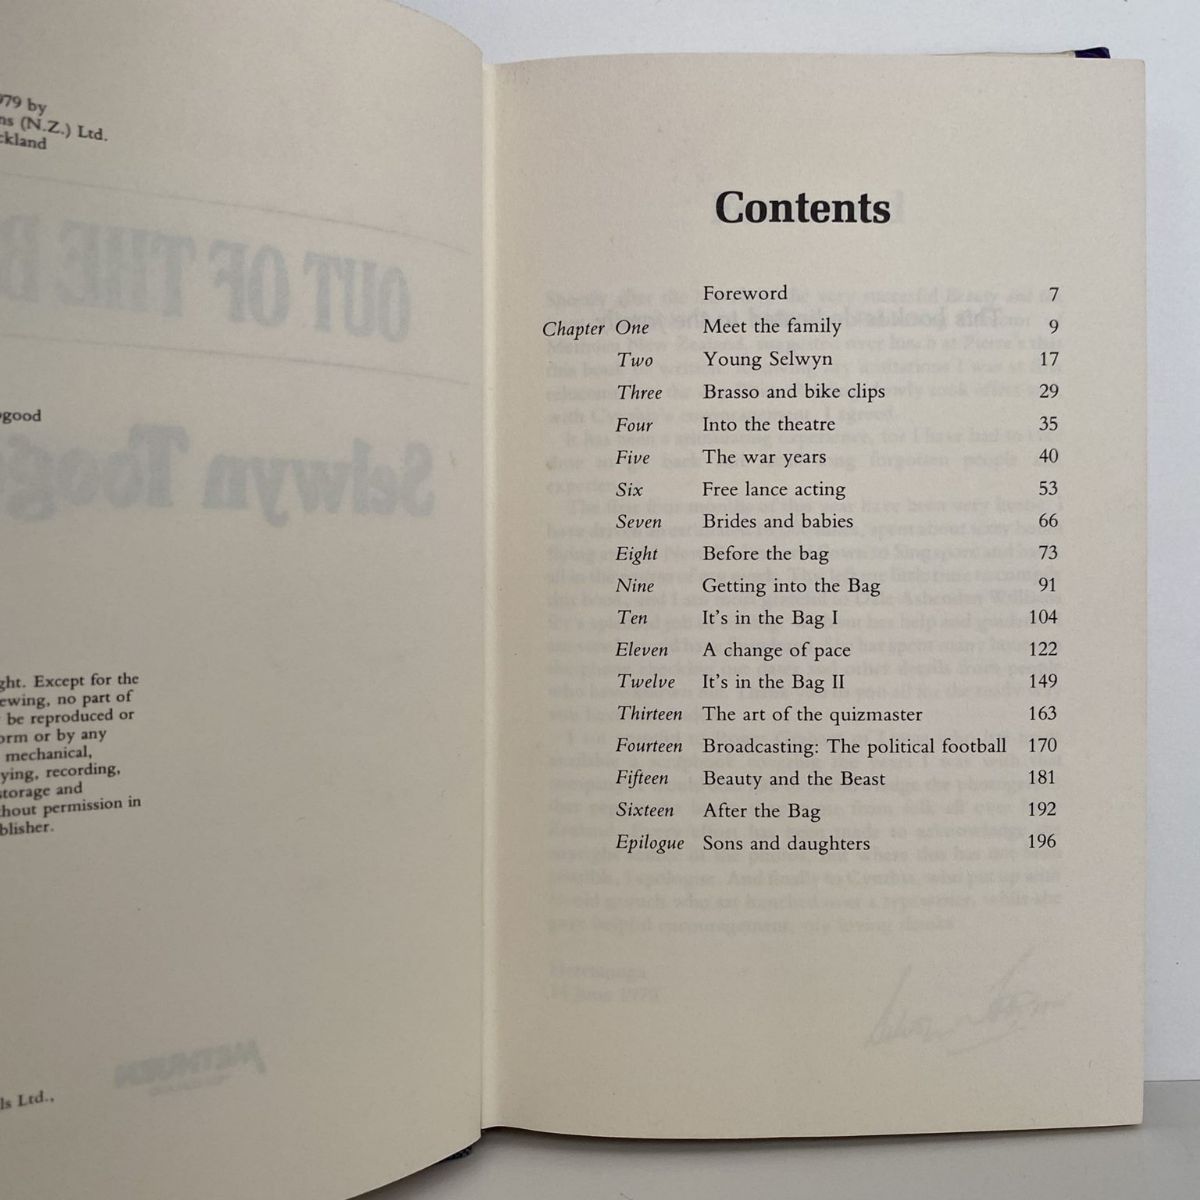 979 by
ns (N.Z.) Ltd.
ckland
OUT OF THE B
ogood
Selwyn Toogo
ght. Except for the
ewing, no part of
be reproduced or
orm or by any
mechanical,
ying, recording,
storage and
hout permission in
blisher.
METHUEN
ls Ltd.,
Contents
Foreword 7
Chapter One Meet the family 9
Two Young Selwyn 17
Three Brasso and bike clips 29
Four Into the theatre 35
Five The war years 40
Six Free lance acting 53
Seven Brides and babies 66
Eight Before the bag 73
Nine Getting into the Bag 91
Ten It's in the Bag I 104
Eleven A change of pace 122
Twelve It's in the Bag II 149
Thirteen The art of the quizmaster 163
Fourteen Broadcasting: The political football 170
Fifteen Beauty and the Beast 181
Sixteen After the Bag 192
Epilogue Sons and daughters 196